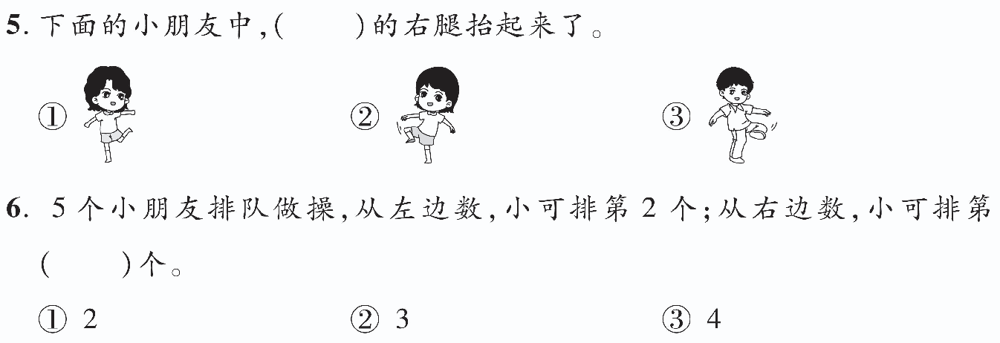 5. 下面的小朋友中,(  )的右腿抬起来了。
① ② ③
6. 5个小朋友排队做操,从左边数,小可排第2个;从右边数,小可排第
(  )个。
① 2 ② 3 ③ 4